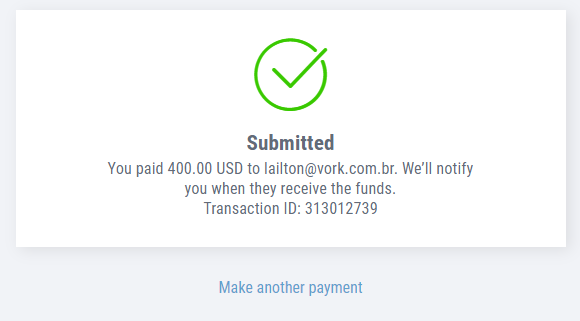 Submitted
You paid 400.00 USD to lailton@vork.com.br. We’ll notify
you when they receive the funds.
Transaction ID: 313012739
Make another payment